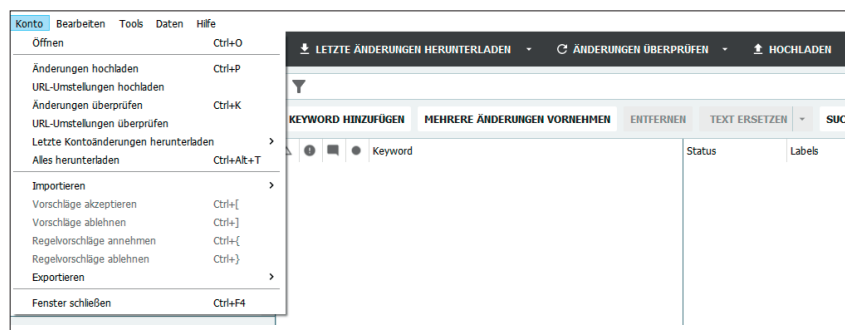 Konto Bearbeiten Tools Daten Hilfe
Öffnen Ctrl+O
Änderungen hochladen Ctrl+P
URL-Umstellungen hochladen
Änderungen überprüfen Ctrl+K
URL-Umstellungen überprüfen
Letzte Kontoänderungen herunterladen
Alles herunterladen Ctrl+Alt+T
Importieren
Vorschläge akzeptieren Ctrl+[
Vorschläge ablehnen Ctrl+]
Regelvorschläge annehmen Ctrl+{
Regelvorschläge ablehnen Ctrl+}
Exportieren
Fenster schließen Ctrl+F4
LETZTE ÄNDERUNGEN HERUNTERLADEN ÄNDERUNGEN ÜBERPRÜFEN HOCHLADEN
KEYWORD HINZUFÜGEN MEHRERE ÄNDERUNGEN VORNEHMEN ENTFERNEN TEXT ERSETZEN SUC
Keyword Status Labels